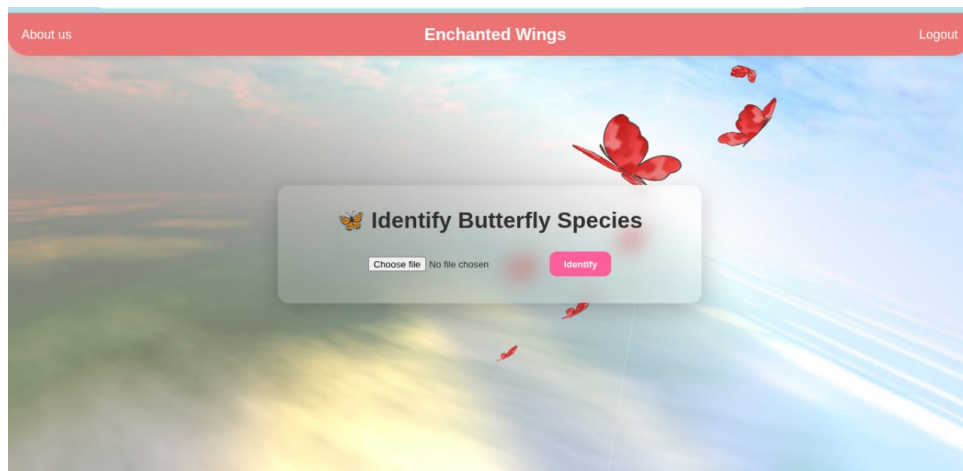 About us
Enchanted Wings
Logout
Identify Butterfly Species
Choose file No file chosen
Identify